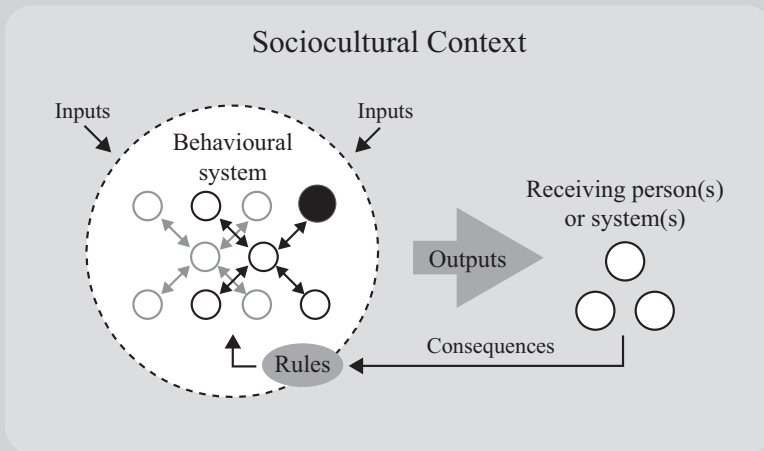 Sociocultural Context
Inputs
Inputs
Behavioural
system
Receiving person(s)
or system(s)
Outputs
Consequences
Rules